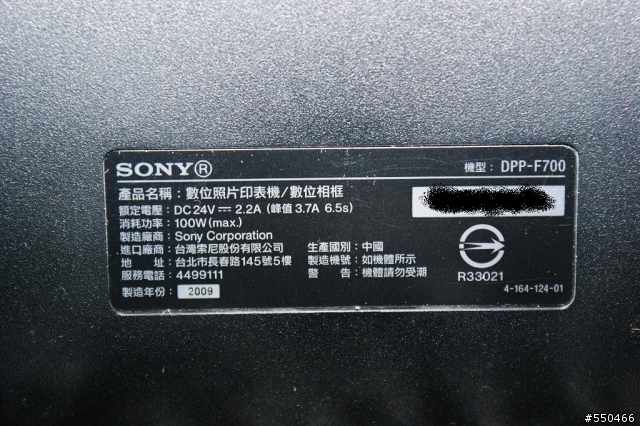 SONY® 機型: DPP-F700
產品名稱：數位照片印表機/數位相框
額定電壓：DC24V⎓2.2A (峰值3.7A 6.5s)
消耗功率：100W(max.)
製造廠商：Sony Corporation
進口廠商：台灣索尼股份有限公司 生產國別：中國
地 址：台北市長春路145號5樓 製造機號：如機體所示
服務電話：4499111 警 告：機體請勿受潮
製造年份：2009
R33021
4-164-124-01
#550466